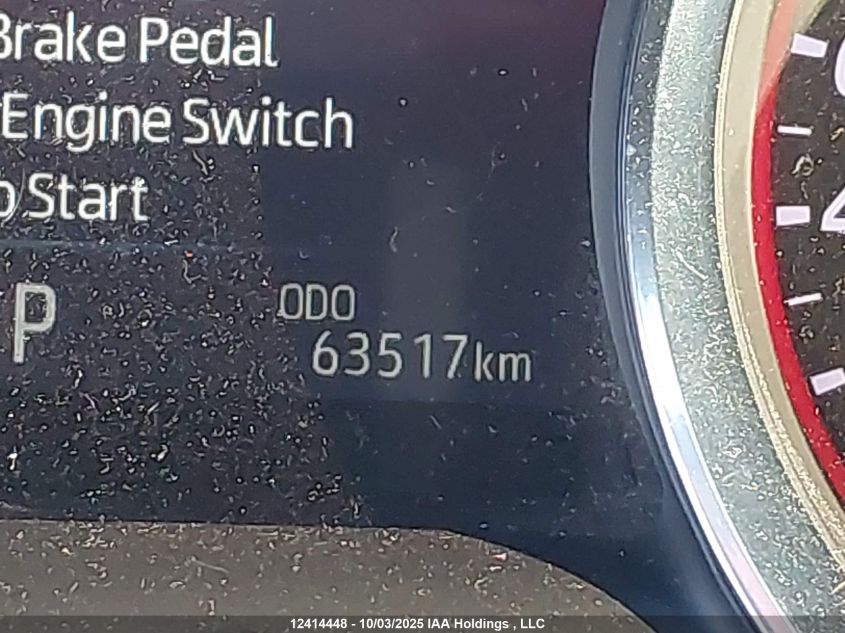 Brake Pedal
Engine Switch
o Start
P
ODO
63517km
12414448 - 10/03/2025 IAA Holdings , LLC